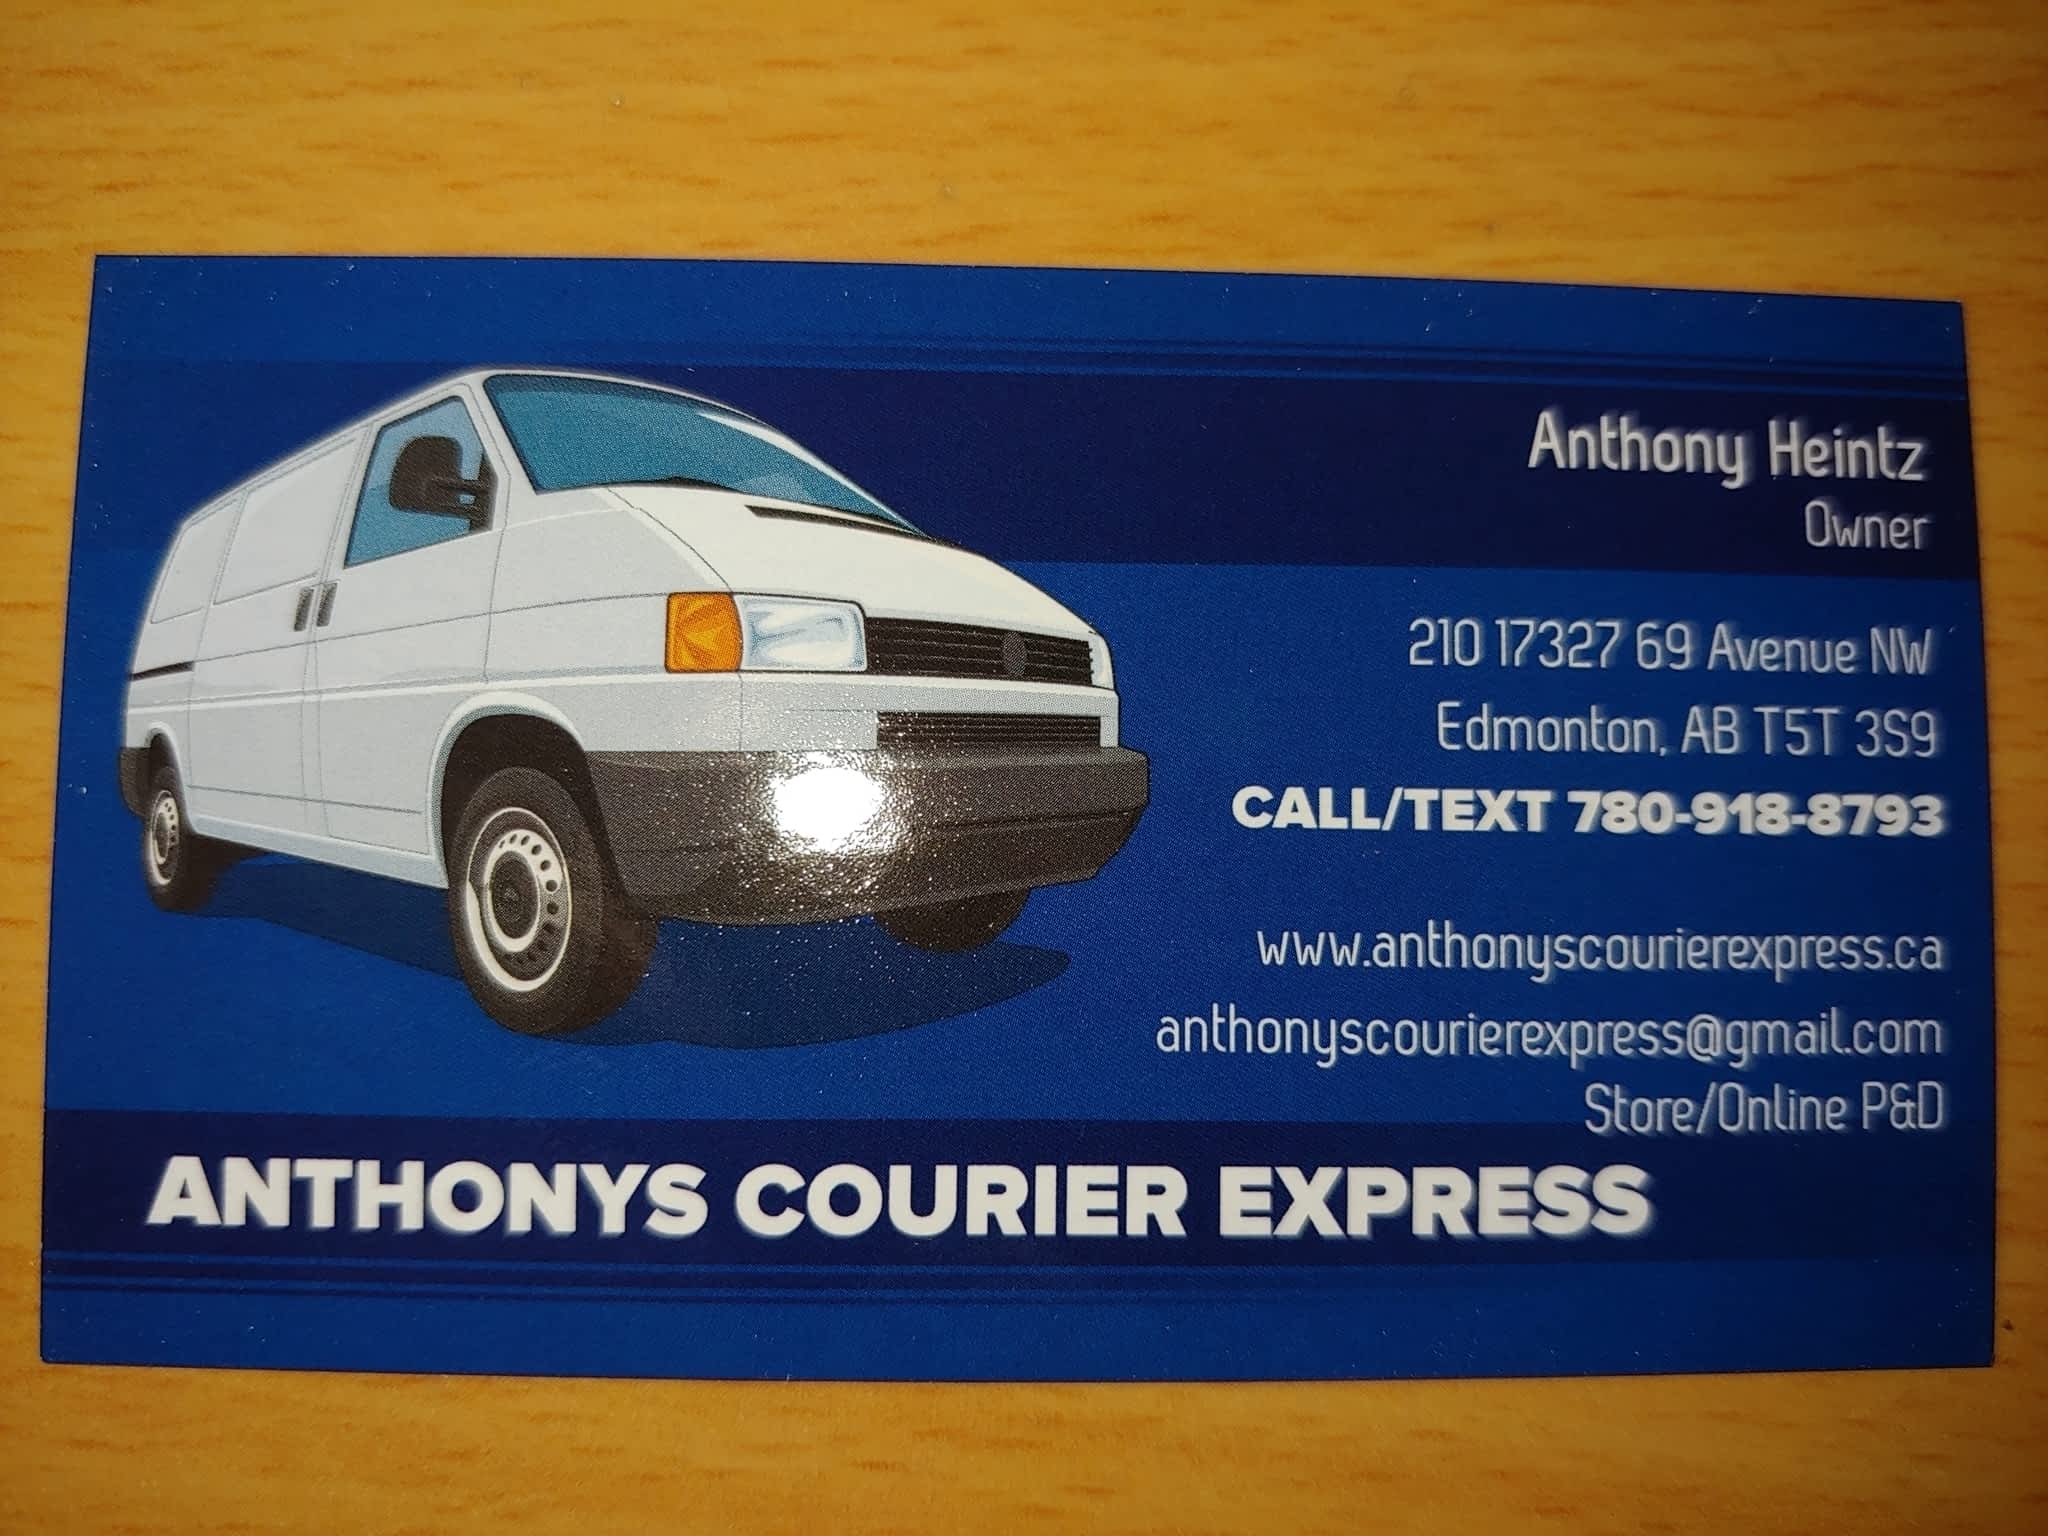 Anthony Heintz
Owner
210 17327 69 Avenue NW
Edmonton, AB T5T 3S9
CALL/TEXT 780-918-8793
www.anthonyscourierexpress.ca
anthonyscourierexpress@gmail.com
Store/Online P&D
ANTHONYS COURIER EXPRESS